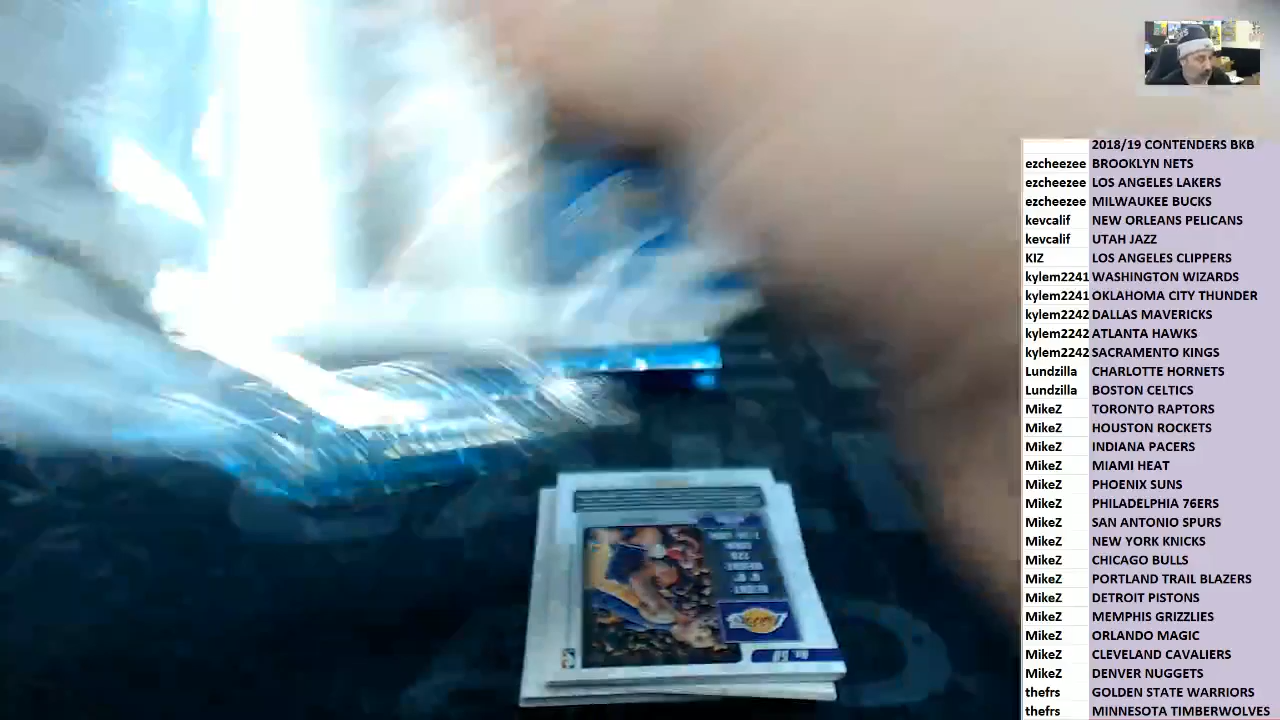 2018/19 CONTENDERS BKB
ezcheezee BROOKLYN NETS
ezcheezee LOS ANGELES LAKERS
ezcheezee MILWAUKEE BUCKS
kevcalif NEW ORLEANS PELICANS
kevcalif UTAH JAZZ
KIZ LOS ANGELES CLIPPERS
kylem2241 WASHINGTON WIZARDS
kylem2241 OKLAHOMA CITY THUNDER
kylem2242 DALLAS MAVERICKS
kylem2242 ATLANTA HAWKS
kylem2242 SACRAMENTO KINGS
Lundzilla CHARLOTTE HORNETS
Lundzilla BOSTON CELTICS
MikeZ TORONTO RAPTORS
MikeZ HOUSTON ROCKETS
MikeZ INDIANA PACERS
MikeZ MIAMI HEAT
MikeZ PHOENIX SUNS
MikeZ PHILADELPHIA 76ERS
MikeZ SAN ANTONIO SPURS
MikeZ NEW YORK KNICKS
MikeZ CHICAGO BULLS
MikeZ PORTLAND TRAIL BLAZERS
MikeZ DETROIT PISTONS
MikeZ MEMPHIS GRIZZLIES
MikeZ ORLANDO MAGIC
MikeZ CLEVELAND CAVALIERS
MikeZ DENVER NUGGETS
thefrs GOLDEN STATE WARRIORS
thefrs MINNESOTA TIMBERWOLVES